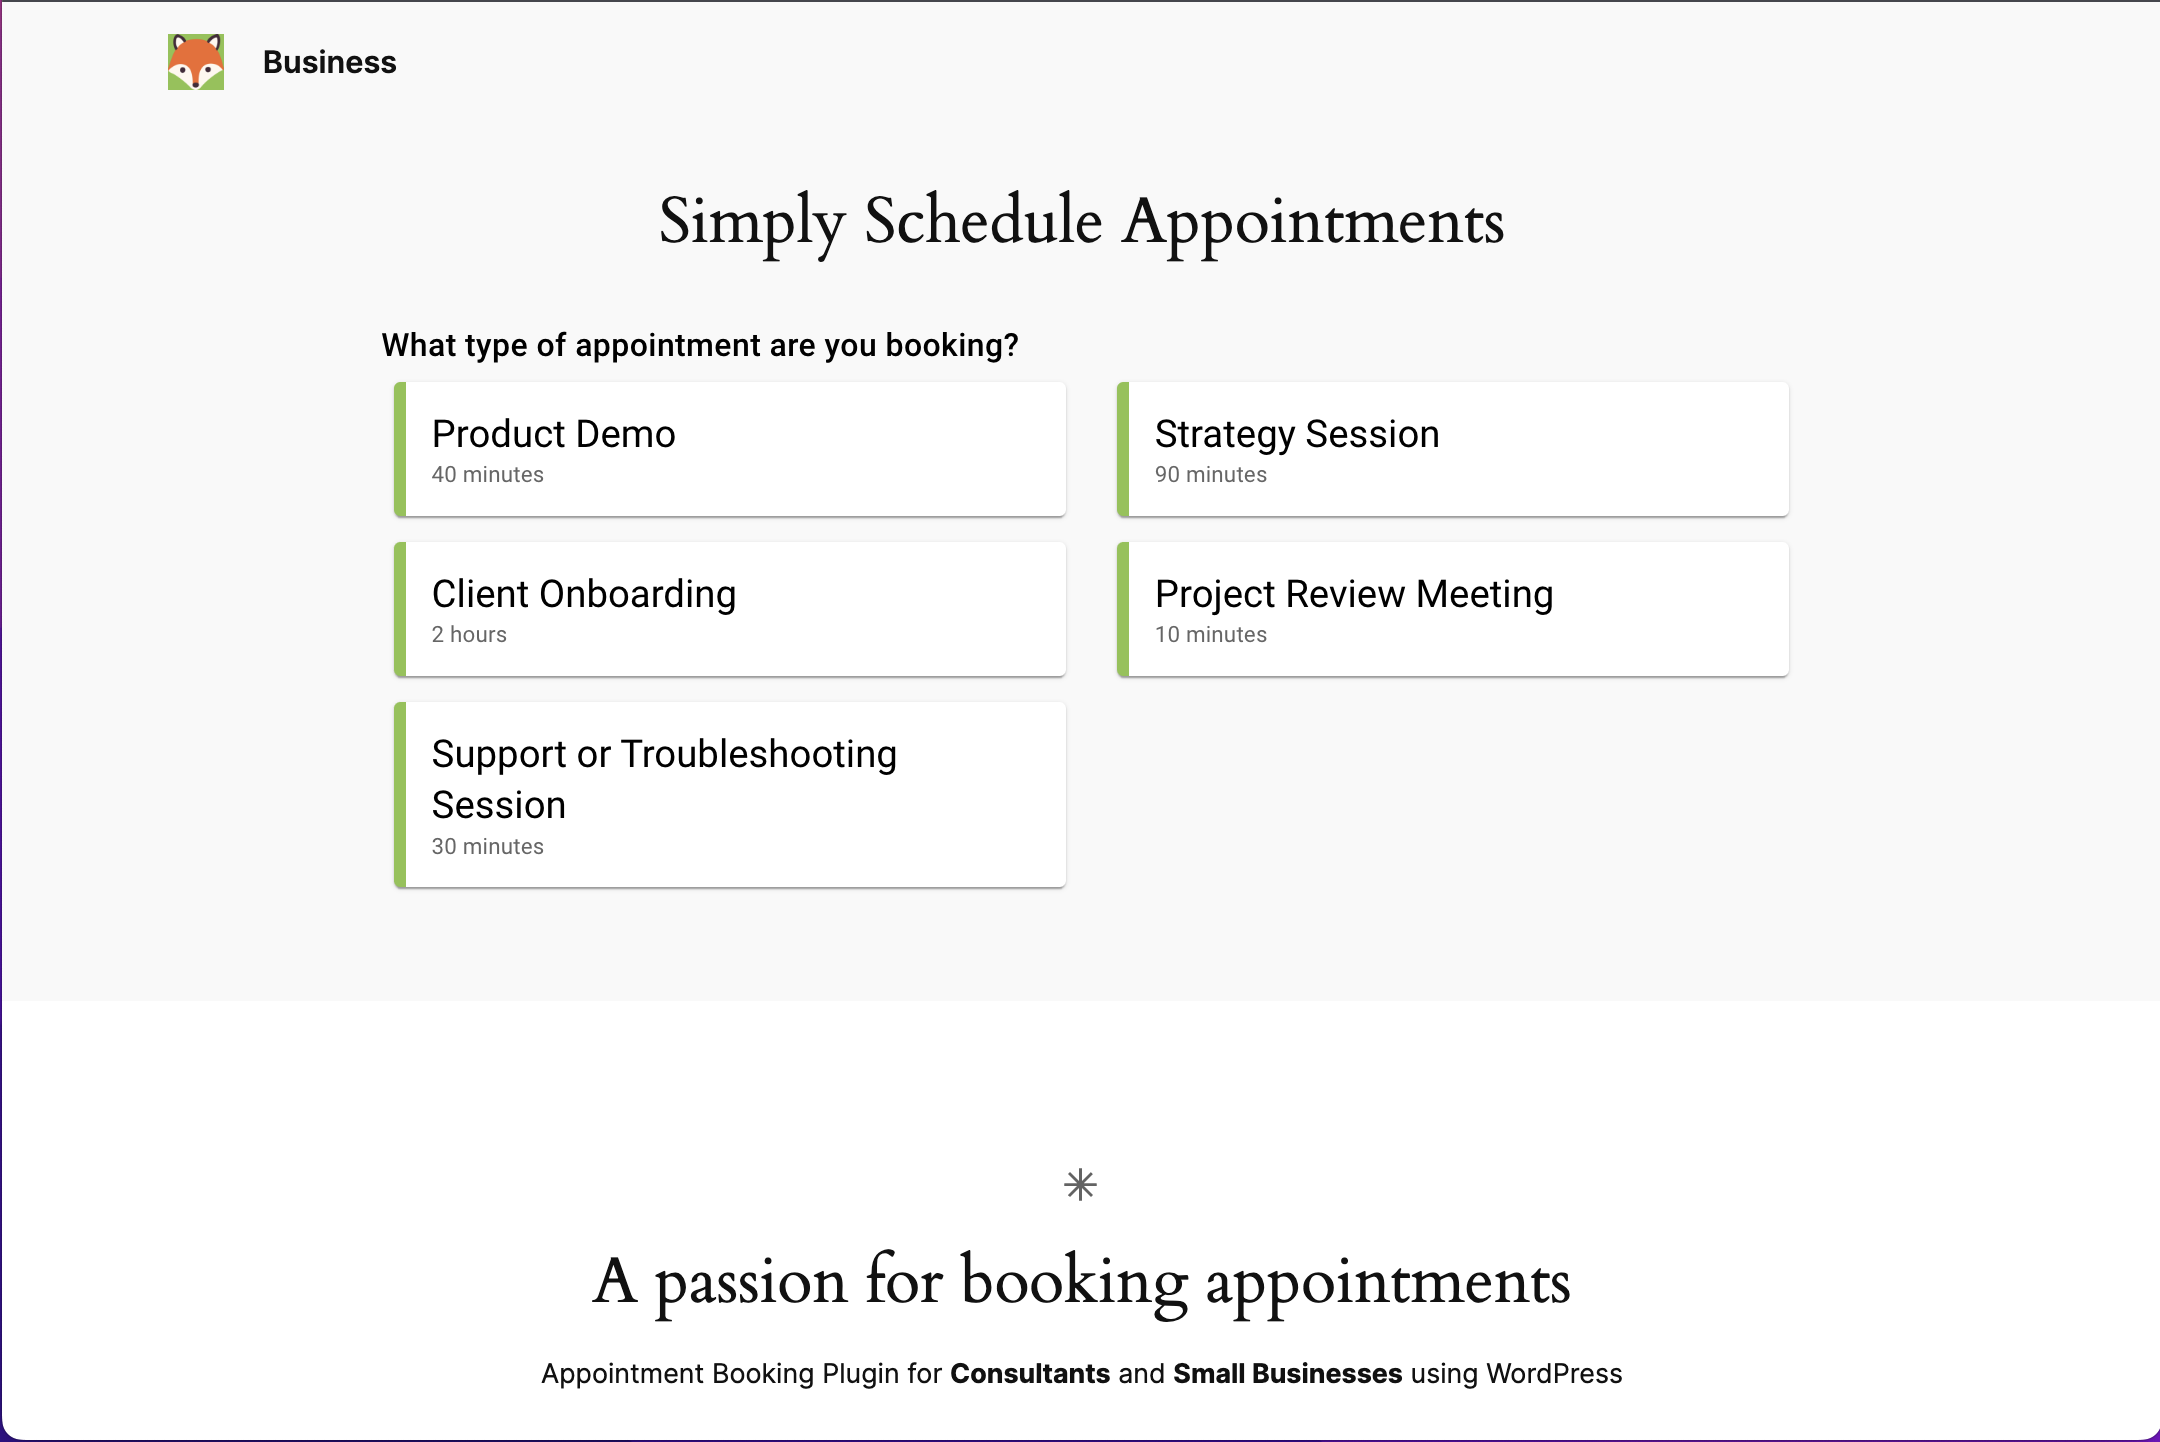 Business
Simply Schedule Appointments
What type of appointment are you booking?
Product Demo
40 minutes
Strategy Session
90 minutes
Client Onboarding
2 hours
Project Review Meeting
10 minutes
Support or Troubleshooting
Session
30 minutes
A passion for booking appointments
Appointment Booking Plugin for Consultants and Small Businesses using WordPress